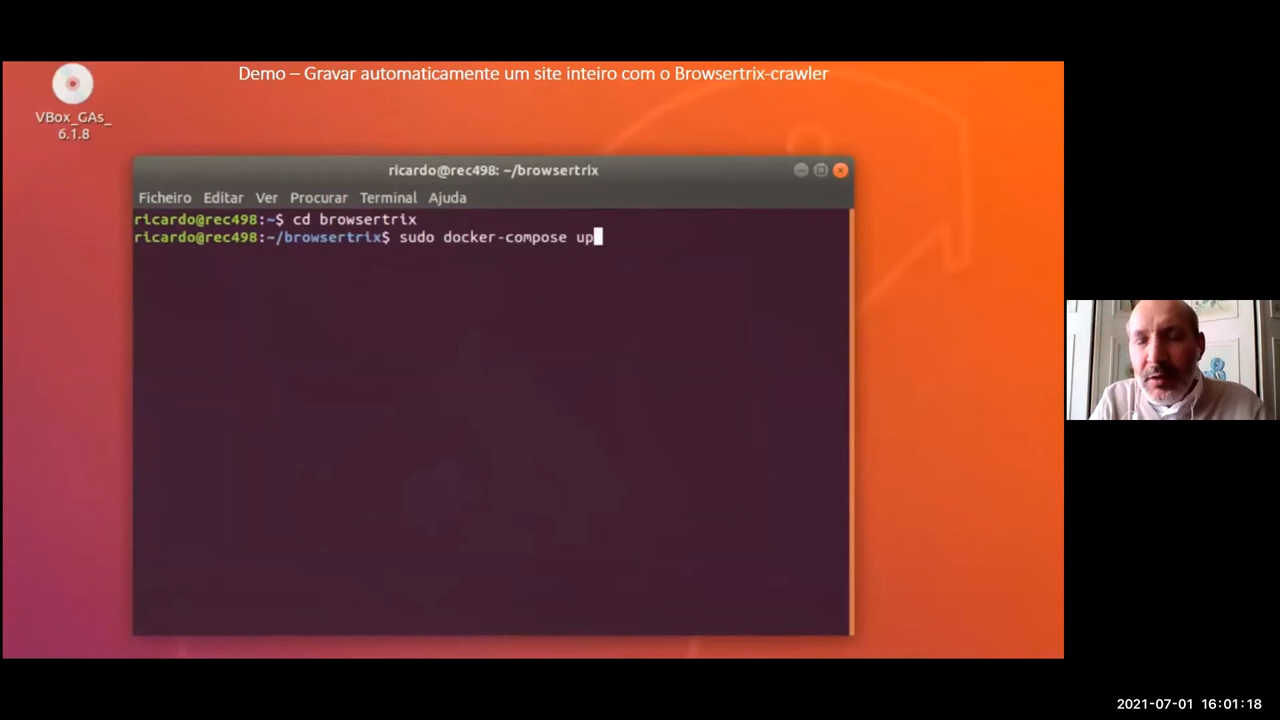 Demo – Gravar automaticamente um site inteiro com o Browsertrix-crawler
VBox_GAs_
6.1.8
ricardo@rec498: ~/browsertrix
Ficheiro Editar Ver Procurar Terminal Ajuda
ricardo@rec498:~$ cd browsertrix
ricardo@rec498:~/browsertrix$ sudo docker-compose up
2021-07-01 16:01:18